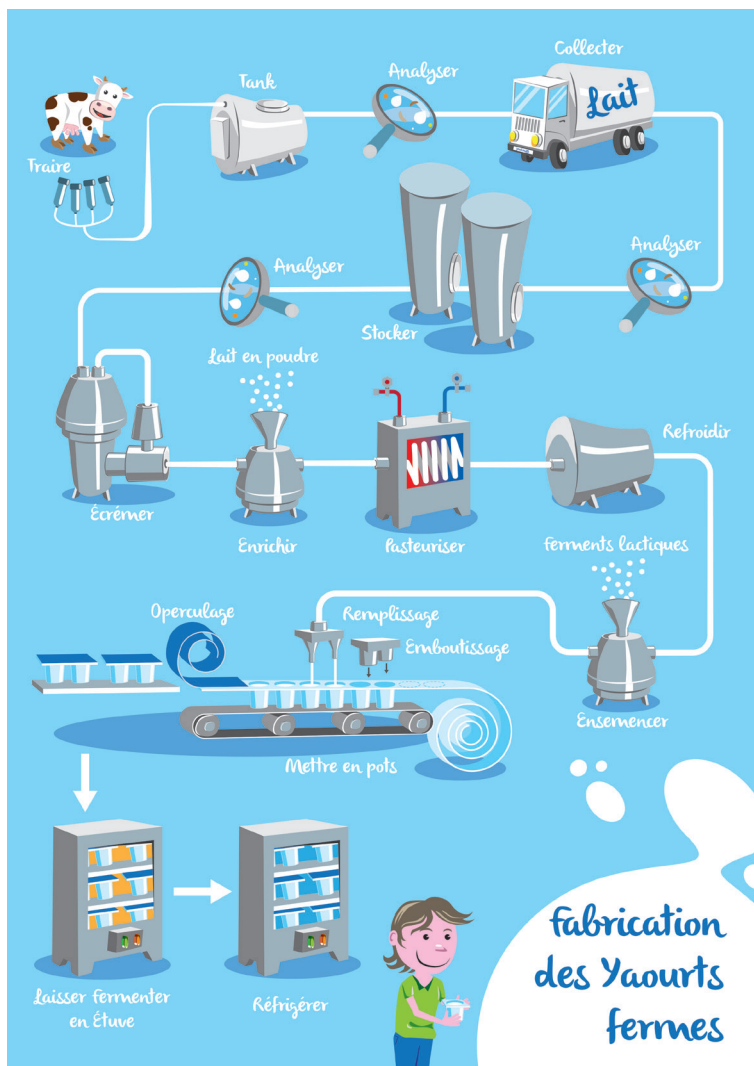 Traire
Tank
Analyser
Collecter
Lait
Analyser
Stocker
Analyser
Écrémer
Lait en poudre
Enrichir
Pasteuriser
Refroidir
Ferments lactiques
Ensemencer
Emboutissage
Remplissage
Operculage
Mettre en pots
Laisser fermenter
en Étuve
Réfrigérer
fabrication
des Yaourts
fermes